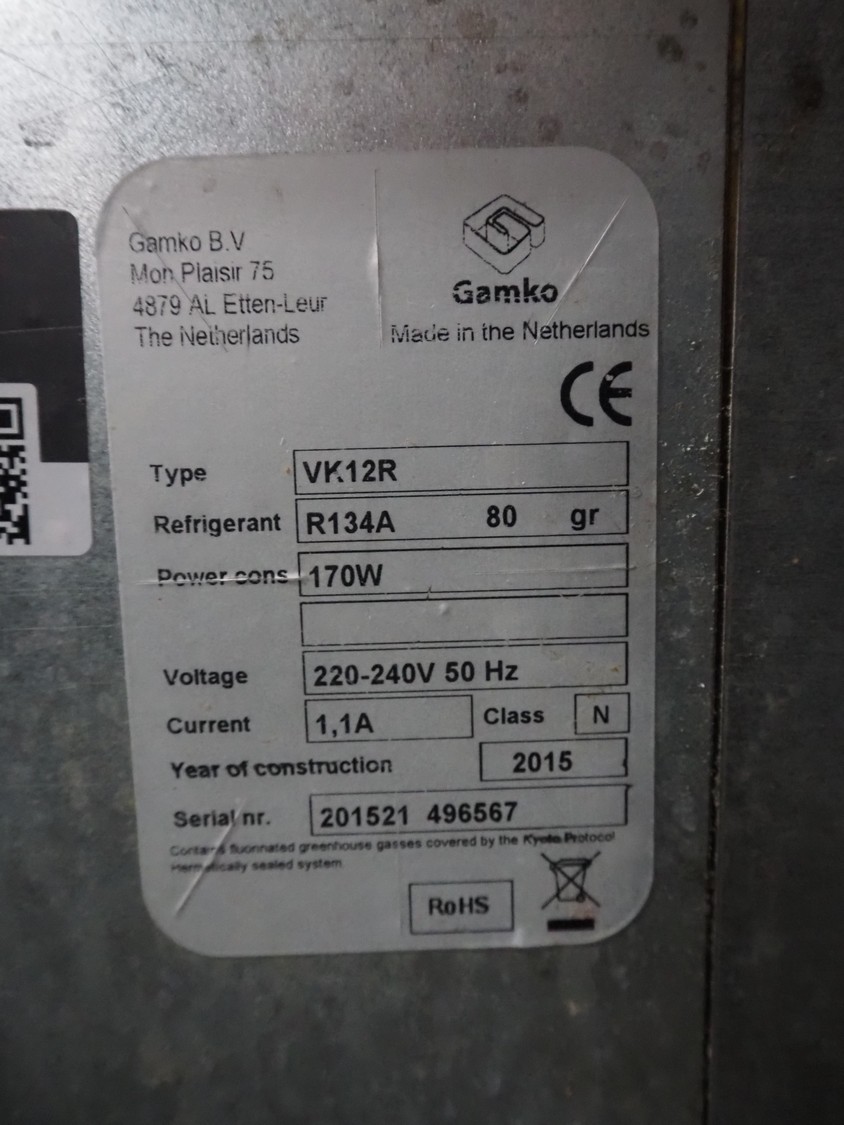 Gamko B.V
Mon Plaisir 75
4879 AL Etten-Leur
The Netherlands
Gamko
Made in the Netherlands
CE
Type VK12R
Refrigerant R134A 80 gr
Power cons 170W
Voltage 220-240V 50 Hz
Current 1,1A Class N
Year of construction 2015
Serial nr. 201521 496567
Contains fluorinated greenhouse gasses covered by the Kyoto Protocol
Hermetically sealed system
RoHS